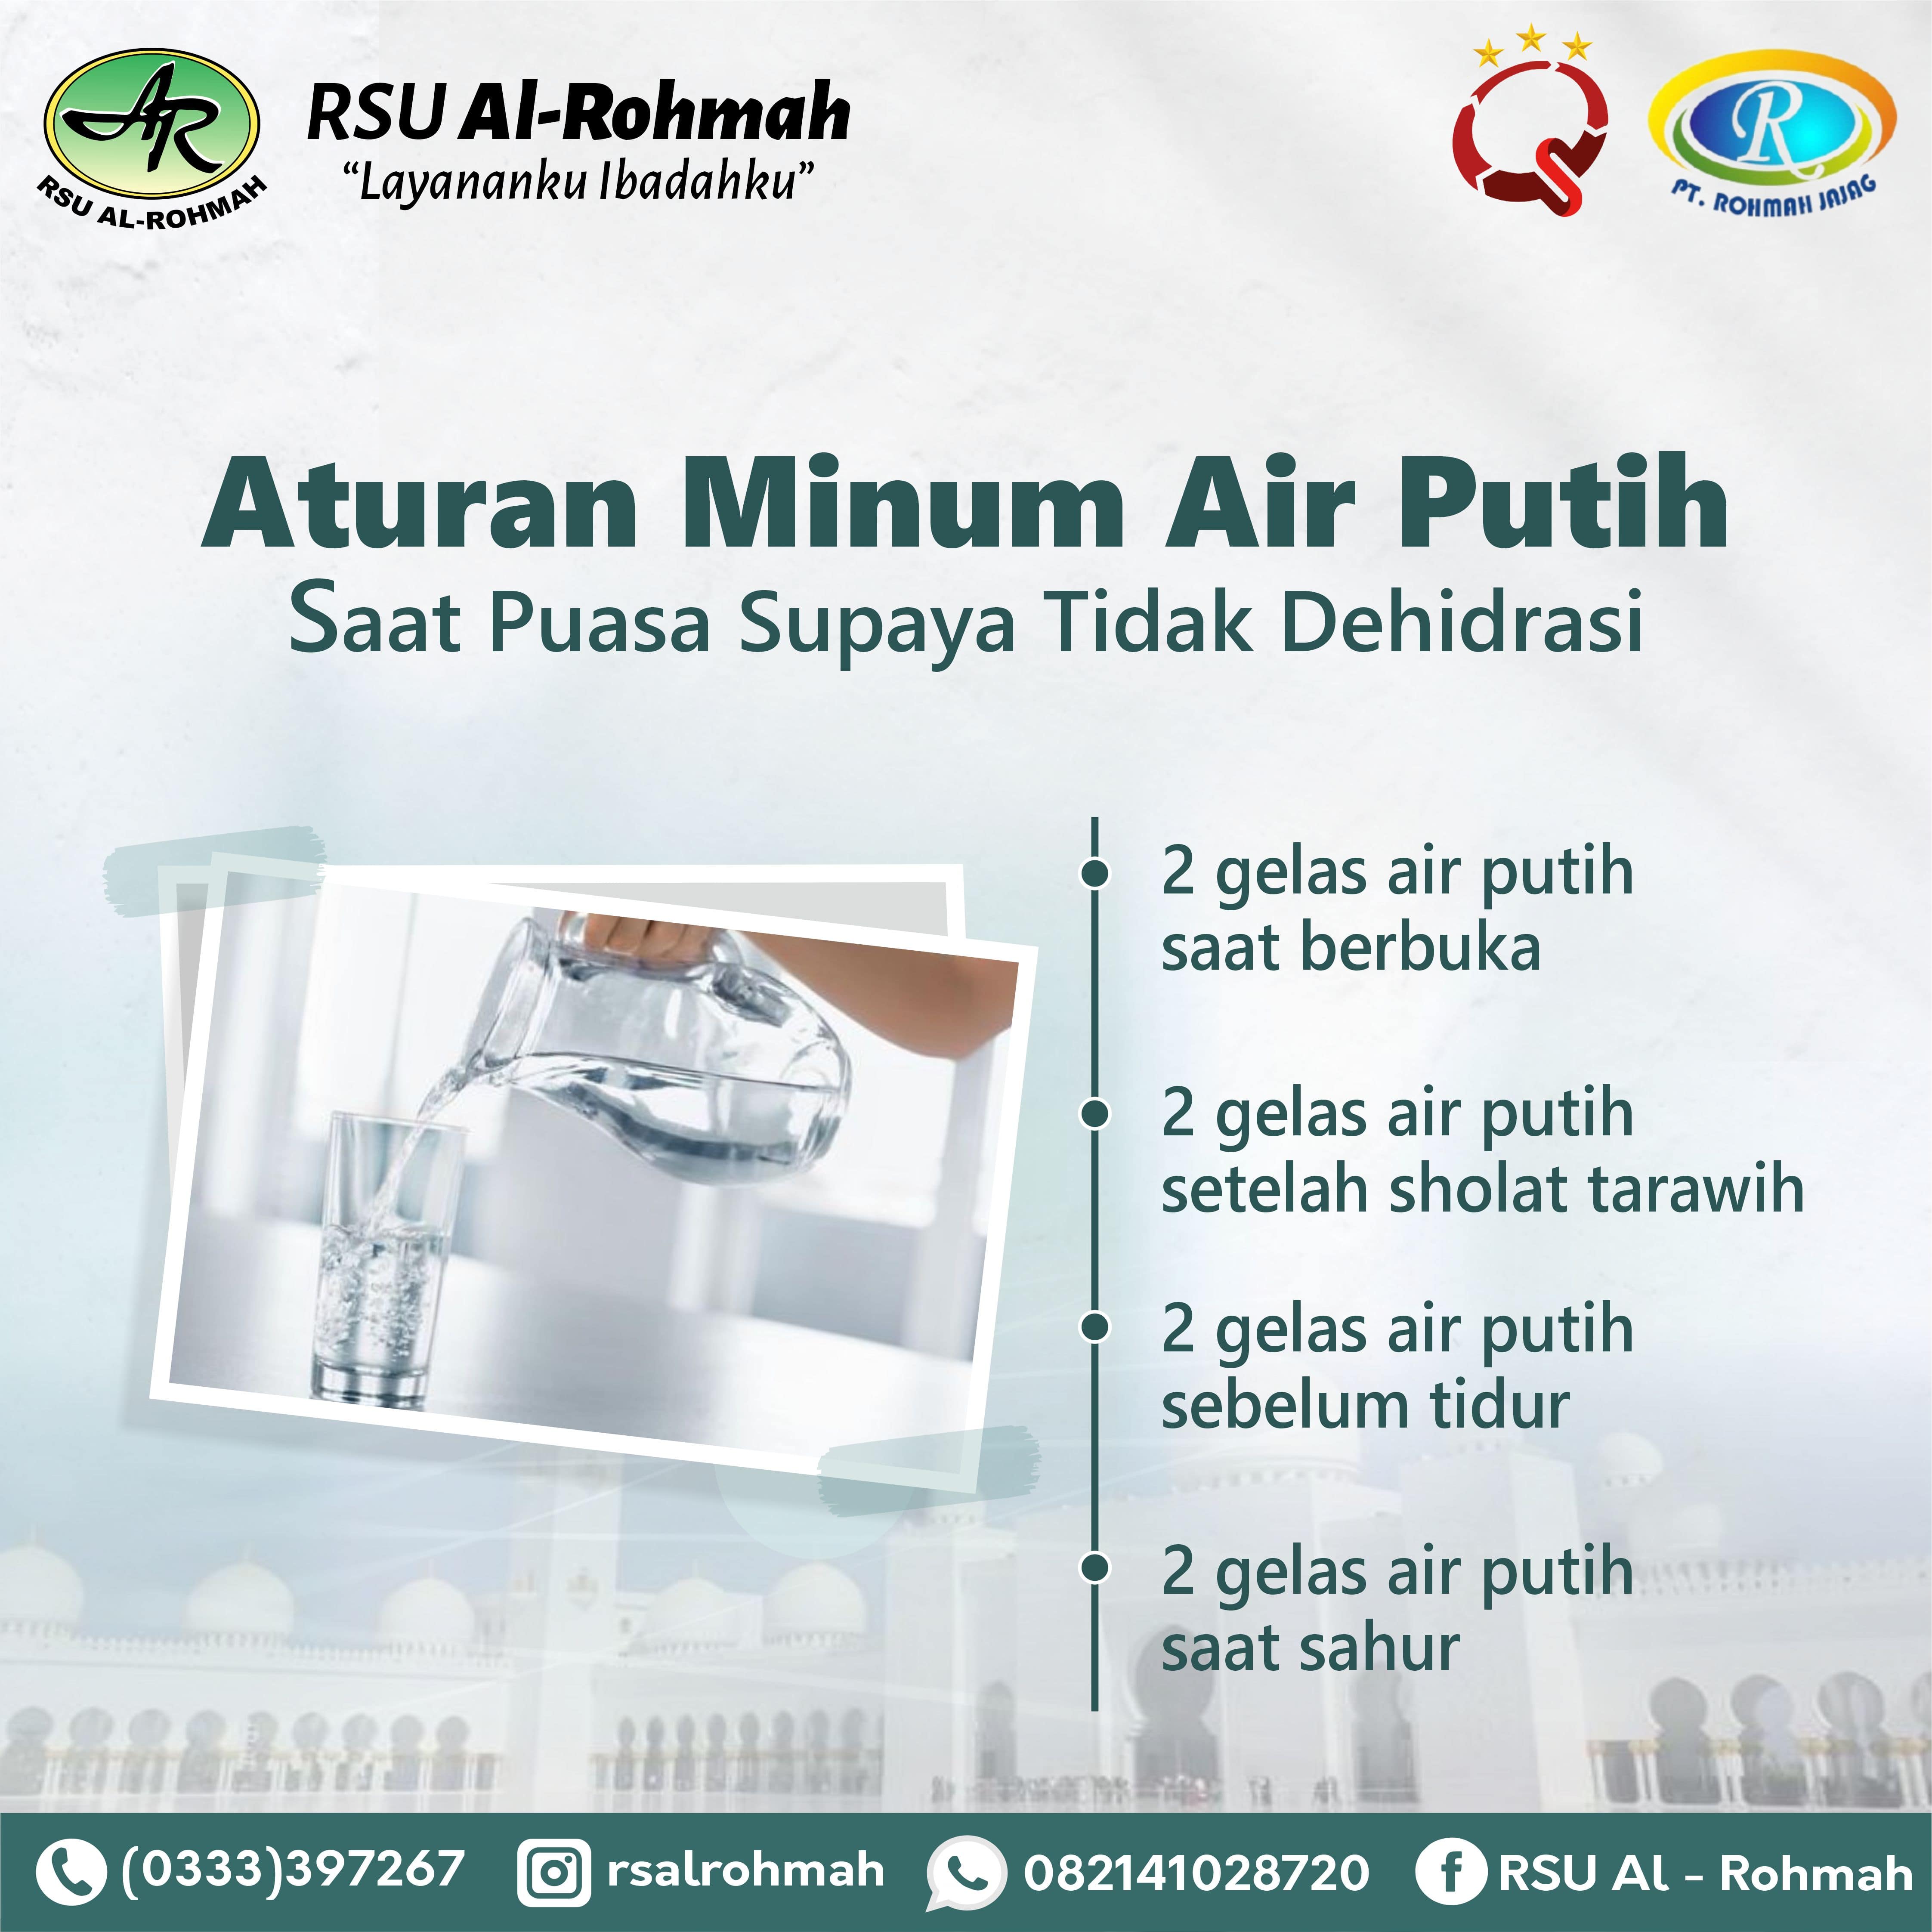 RSU AL-ROHMAH
RSU Al-Rohmah
“Layananku Ibadahku”
PT. ROHMAH JAJAG
Aturan Minum Air Putih
Saat Puasa Supaya Tidak Dehidrasi
2 gelas air putih
saat berbuka
2 gelas air putih
setelah sholat tarawih
2 gelas air putih
sebelum tidur
2 gelas air putih
saat sahur
(0333)397267
rsalrohmah
082141028720
RSU Al - Rohmah